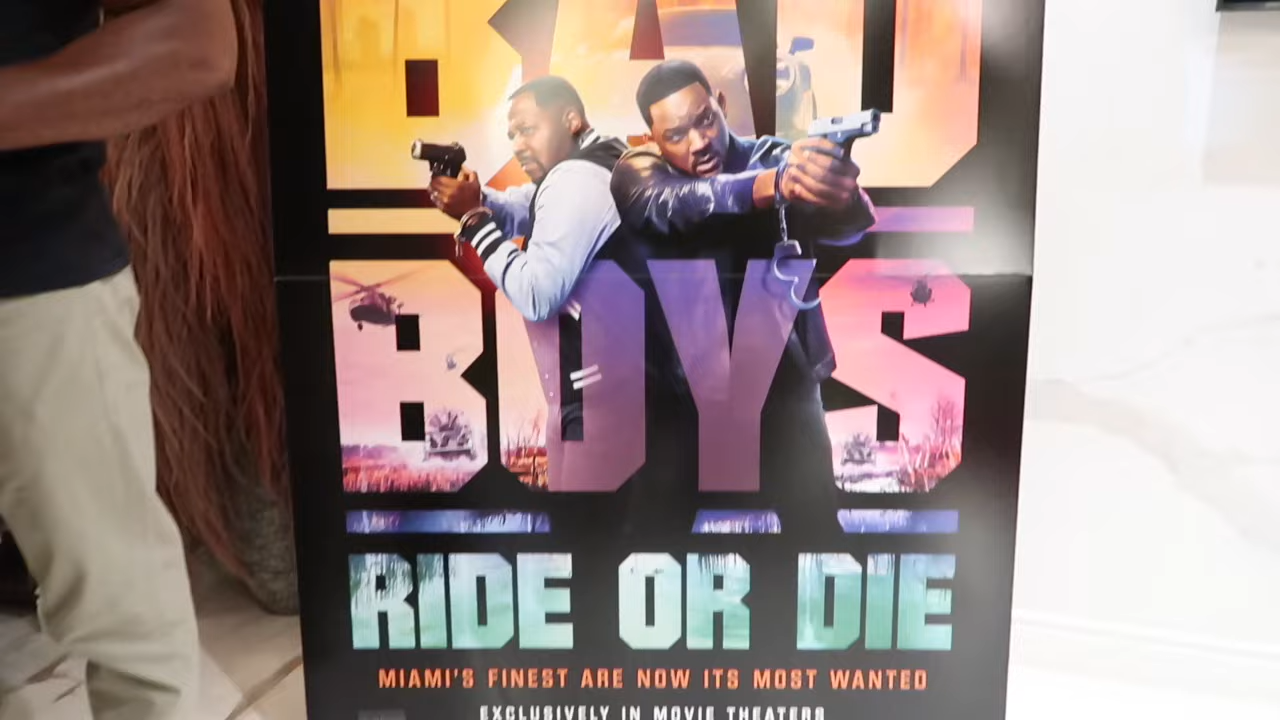 BAD
BOYS
RIDE OR DIE
MIAMI'S FINEST ARE NOW ITS MOST WANTED
EXCLUSIVELY IN MOVIE THEATERS